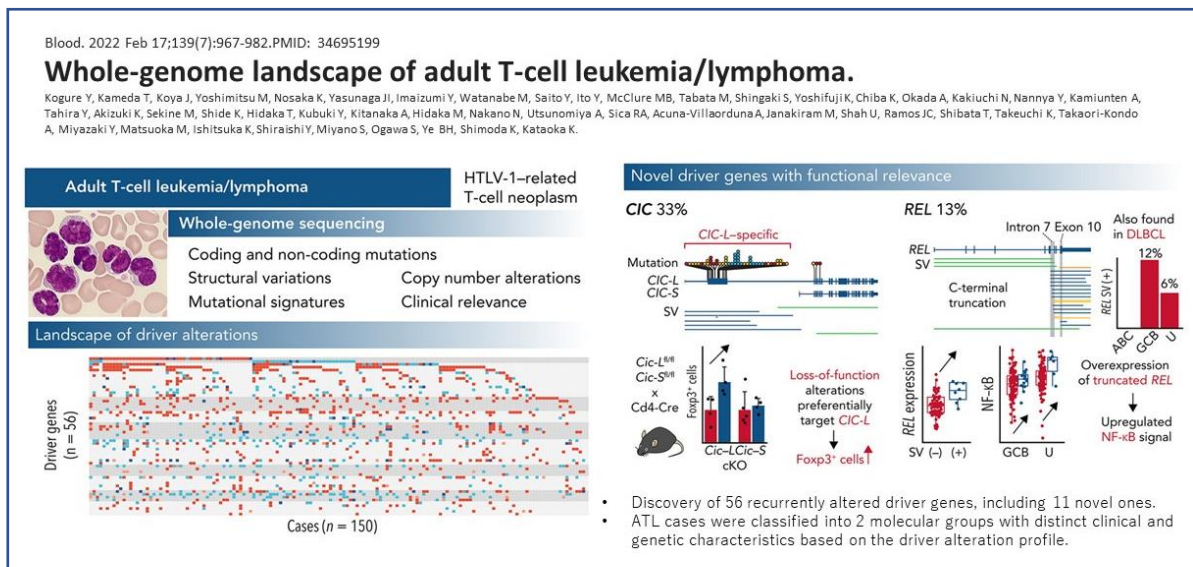 Blood. 2022 Feb 17;139(7):967-982.PMID: 34695199
Whole-genome landscape of adult T-cell leukemia/lymphoma.
Kogure Y, Kameda T, Koya J, Yoshimitsu M, Nosaka K, Yasunaga JI, Imaizumi Y, Watanabe M, Saito Y, Ito Y, McClure MB, Tabata M, Shingaki S, Yoshifuji K, Chiba K, Okada A, Kakiuchi N, Nannya Y, Kamiunten A,
Tahira Y, Akizuki K, Sekine M, Shide K, Hidaka T, Kubuki Y, Kitanaka A, Hidaka M, Nakano N, Utsunomiya A, Sica RA, Acuna-Villaorduna A, Janakiram M, Shah U, Ramos JC, Shibata T, Takeuchi K, Takaori-Kondo
A, Miyazaki Y, Matsuoka M, Ishitsuka K, Shiraishi Y, Miyano S, Ogawa S, Ye BH, Shimoda K, Kataoka K.
Adult T-cell leukemia/lymphoma
HTLV-1–related
T-cell neoplasm
Whole-genome sequencing
Coding and non-coding mutations
Structural variations
Copy number alterations
Mutational signatures
Clinical relevance
Landscape of driver alterations
Driver genes
(n = 56)
Cases (n = 150)
Novel driver genes with functional relevance
CIC 33%
CIC-L–specific
Mutation
CIC-L
CIC-S
SV
Cic-L fl/fl
Cic-S fl/fl
x
Cd4-Cre
Foxp3+ cells
Cic–L Cic–S
cKO
Loss-of-function
alterations
preferentially
target CIC-L
Foxp3+ cells
REL 13%
Intron 7 Exon 10
REL
SV
C-terminal
truncation
Also found
in DLBCL
12%
6%
REL SV (+)
ABC
GCB
U
REL expression
SV (–) (+)
NF-κB
GCB U
Overexpression
of truncated REL
Upregulated
NF-κB signal
• Discovery of 56 recurrently altered driver genes, including 11 novel ones.
• ATL cases were classified into 2 molecular groups with distinct clinical and
genetic characteristics based on the driver alteration profile.